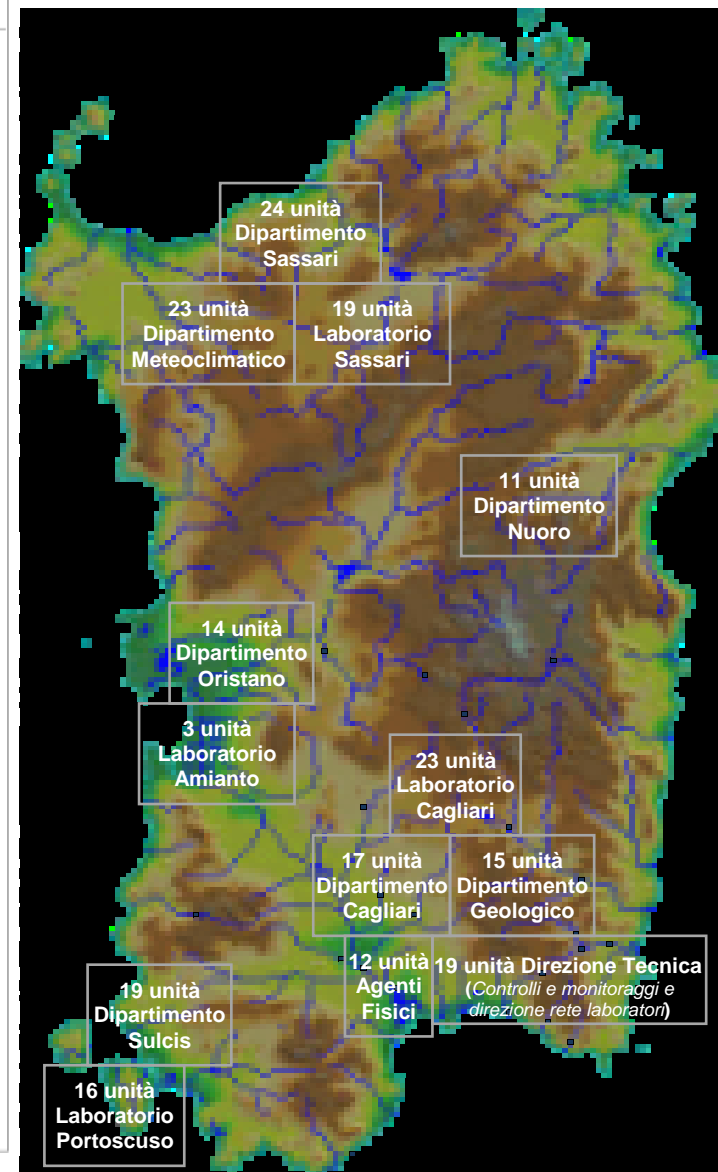 24 unità
Dipartimento
Sassari
23 unità
Dipartimento
Meteoclimatico
19 unità
Laboratorio
Sassari
11 unità
Dipartimento
Nuoro
14 unità
Dipartimento
Oristano
3 unità
Laboratorio
Amianto
23 unità
Laboratorio
Cagliari
17 unità
Dipartimento
Cagliari
15 unità
Dipartimento
Geologico
12 unità
Agenti
Fisici
19 unità Direzione Tecnica
(Controlli e monitoraggi e
direzione rete laboratori)
19 unità
Dipartimento
Sulcis
16 unità
Laboratorio
Portoscuso